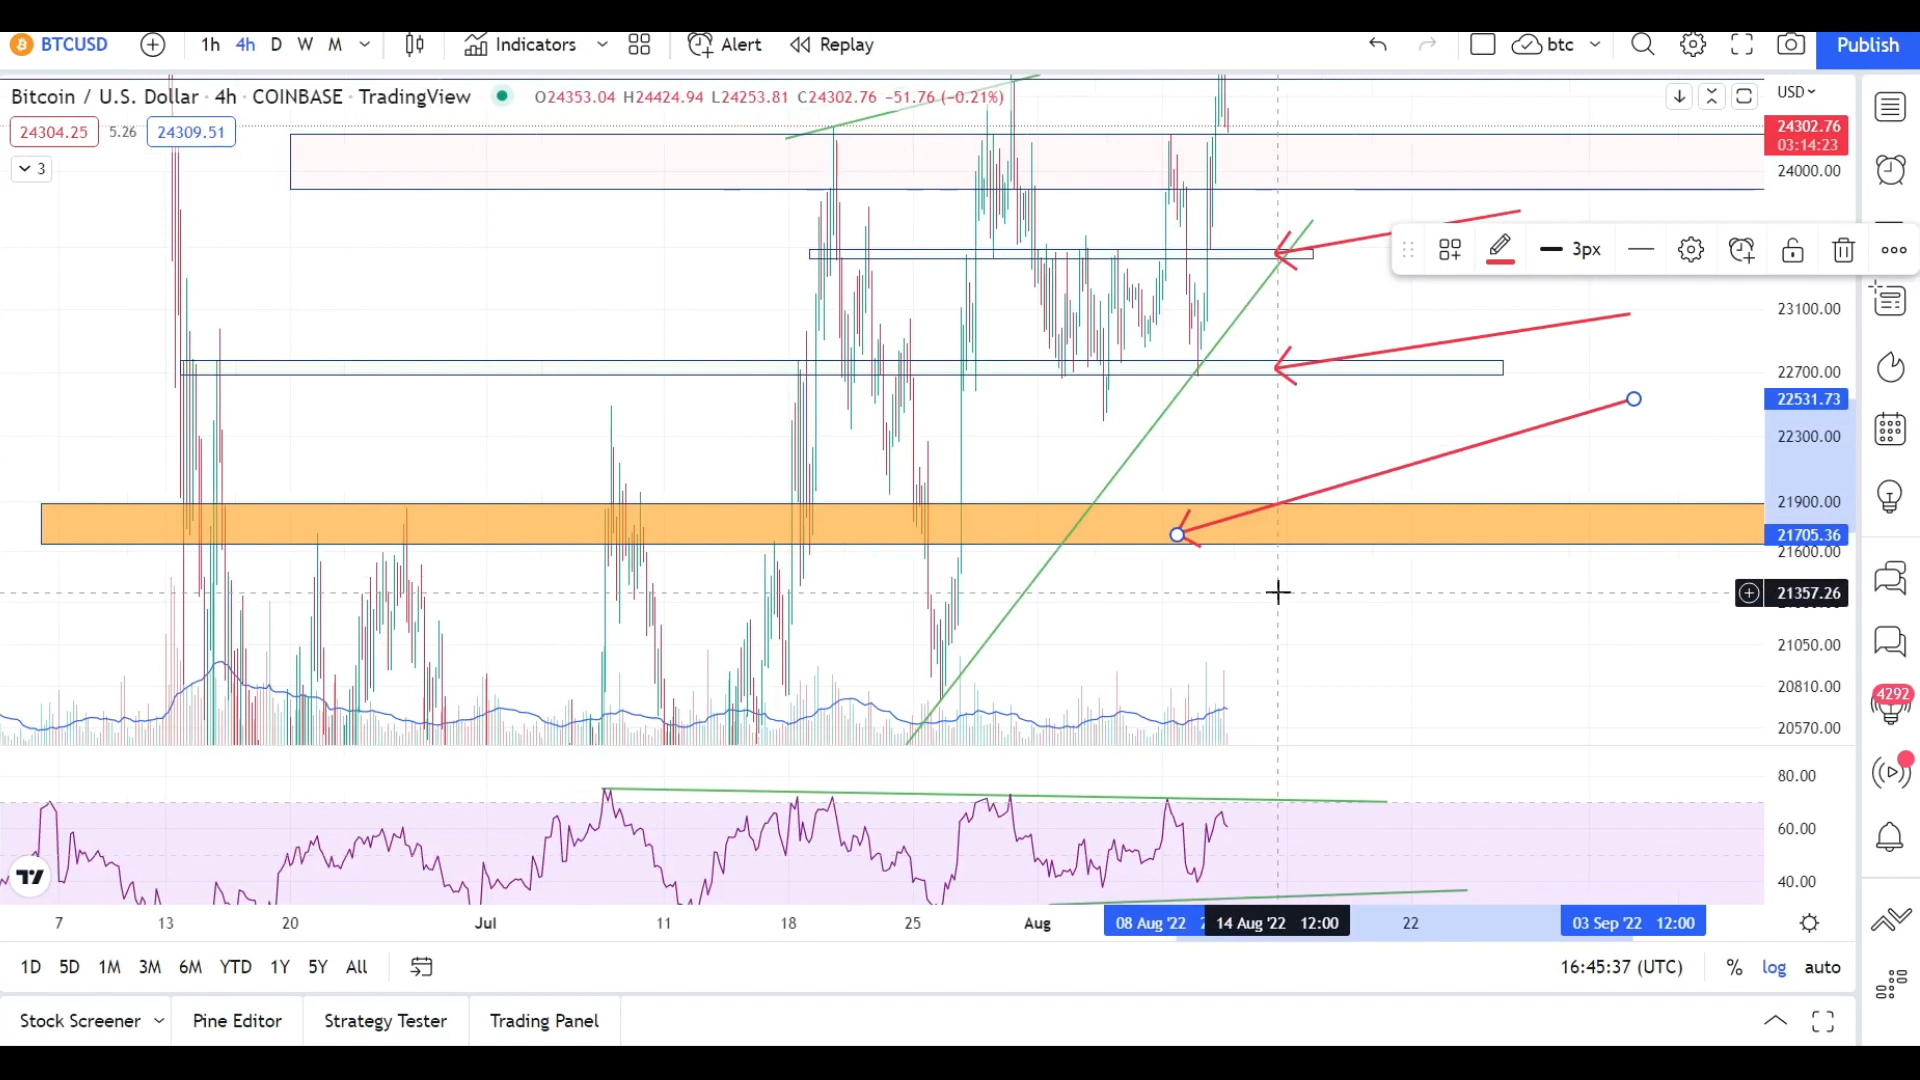 BTCUSD 1h 4h D W M Indicators Alert Replay btc Publish
Bitcoin / U.S. Dollar · 4h · COINBASE · TradingView O24353.04 H24424.94 L24253.81 C24302.76 −51.76 (−0.21%) USD
24304.25 5.26 24309.51
24302.76
03:14:23
3
24000.00
3px
23100.00
22700.00
22531.73
22300.00
21900.00
21705.36
21600.00
21357.26
21050.00
20810.00
4292
20570.00
80.00
60.00
40.00
7 13 20 Jul 11 18 25 Aug 08 Aug '22 14 Aug '22 12:00 22 03 Sep '22 12:00
1D 5D 1M 3M 6M YTD 1Y 5Y All 16:45:37 (UTC) % log auto
Stock Screener Pine Editor Strategy Tester Trading Panel